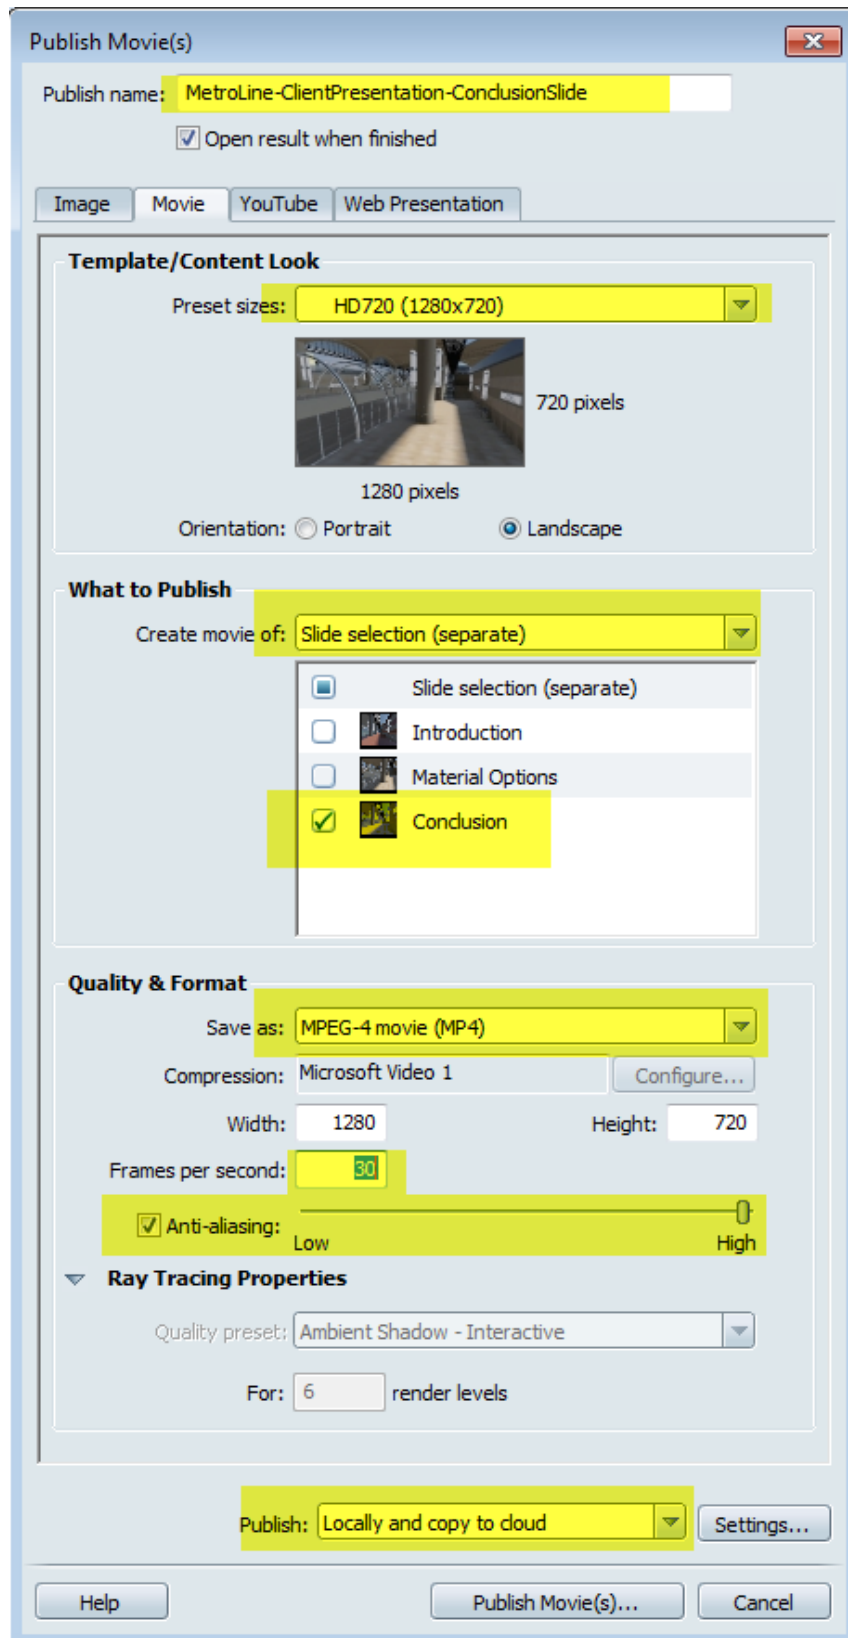 Publish Movie(s)
Publish name: MetroLine-ClientPresentation-ConclusionSlide
Open result when finished
Image Movie YouTube Web Presentation
Template/Content Look
Preset sizes: HD720 (1280x720)
720 pixels
1280 pixels
Orientation: Portrait Landscape
What to Publish
Create movie of: Slide selection (separate)
Slide selection (separate)
Introduction
Material Options
Conclusion
Quality & Format
Save as: MPEG-4 movie (MP4)
Compression: Microsoft Video 1 Configure...
Width: 1280 Height: 720
Frames per second: 30
Anti-aliasing:
Low High
Ray Tracing Properties
Quality preset: Ambient Shadow - Interactive
For: 6 render levels
Publish: Locally and copy to cloud Settings...
Help Publish Movie(s)... Cancel